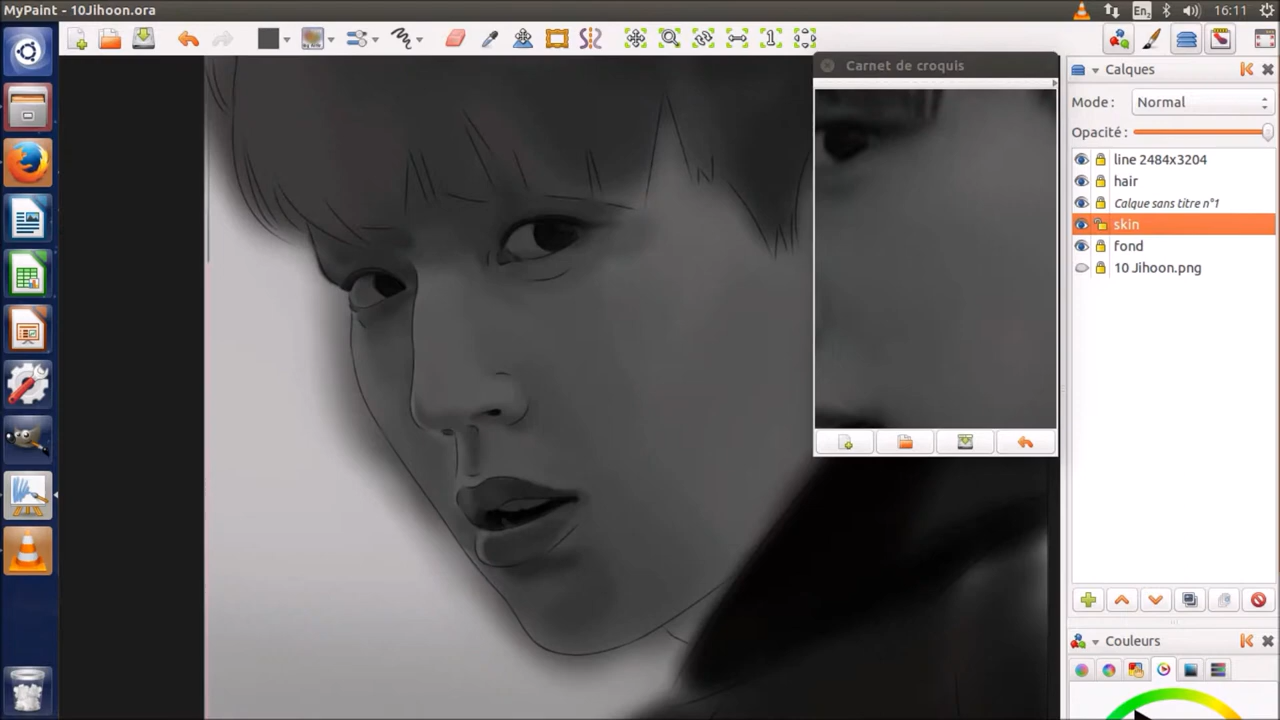 MyPaint - 10Jihoon.ora
En2
16:11
Carnet de croquis
Calques
Mode :
Normal
Opacité :
line 2484x3204
hair
Calque sans titre n°1
skin
fond
10 Jihoon.png
Couleurs